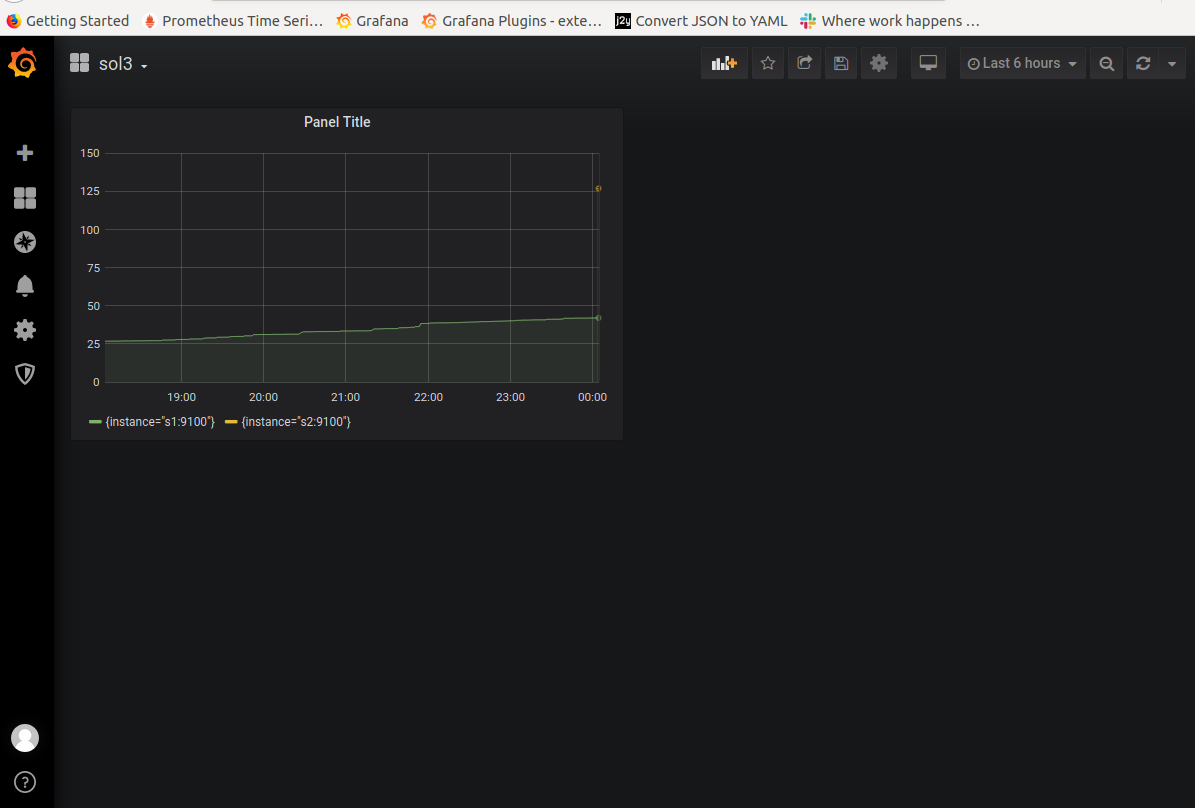 Getting Started Prometheus Time Seri… Grafana Grafana Plugins - exte… j2y Convert JSON to YAML Where work happens …
sol3
Last 6 hours
Panel Title
150
125
100
75
50
25
0
19:00 20:00 21:00 22:00 23:00 00:00
{instance="s1:9100"} {instance="s2:9100"}
?